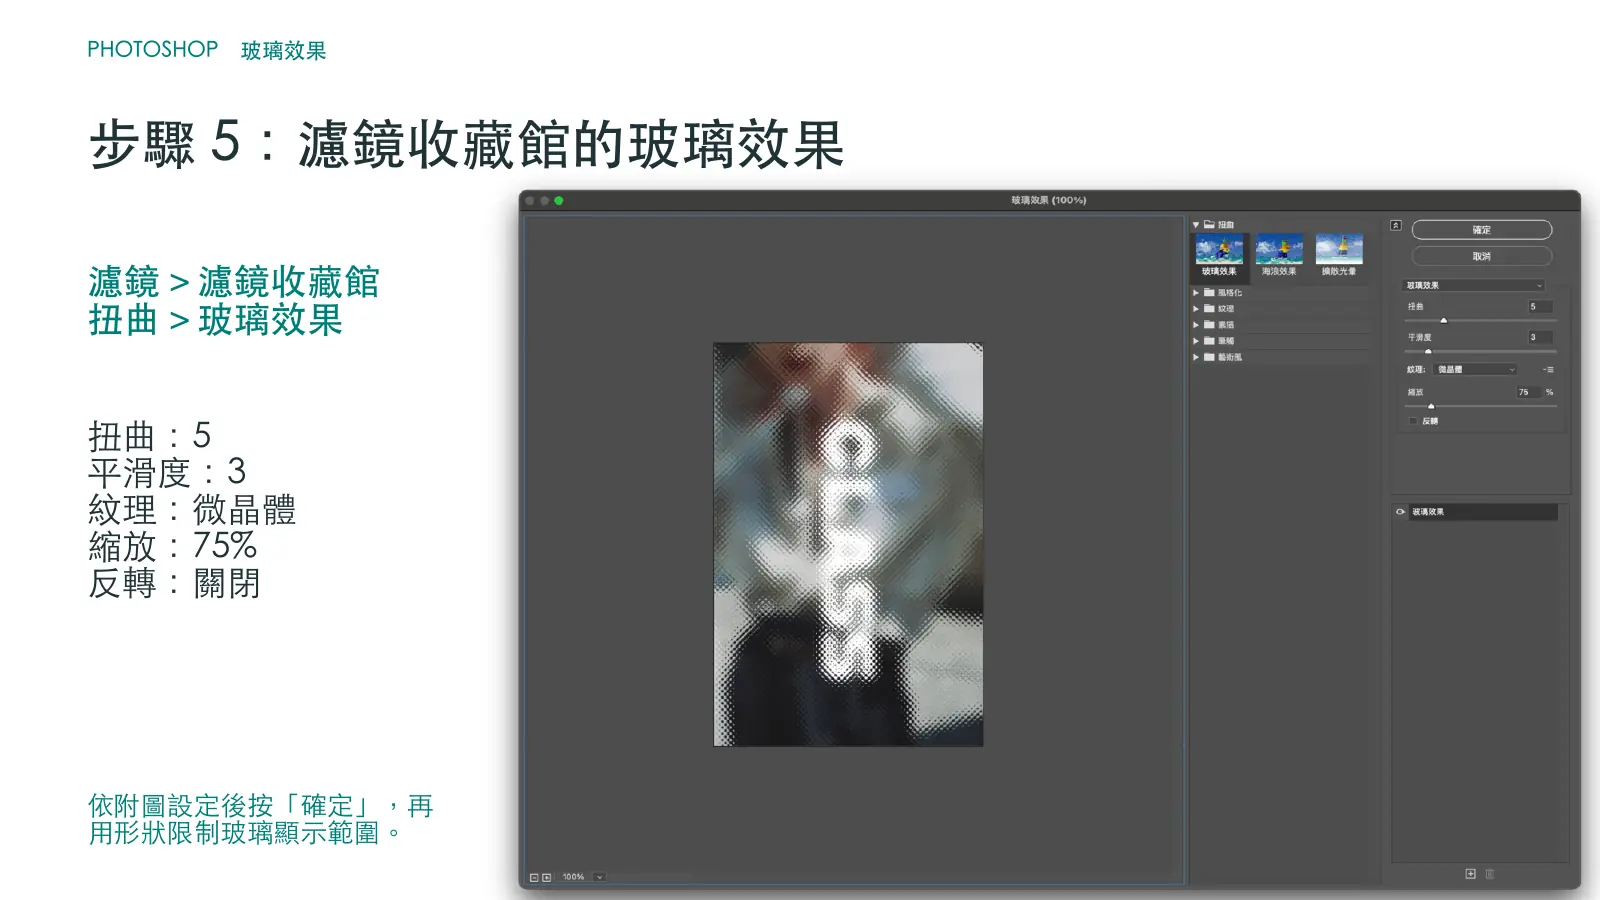 PHOTOSHOP 玻璃效果
步驟 5：濾鏡收藏館的玻璃效果
濾鏡 > 濾鏡收藏館
扭曲 > 玻璃效果
扭曲：5
平滑度：3
紋理：微晶體
縮放：75%
反轉：關閉
依附圖設定後按「確定」，再
用形狀限制玻璃顯示範圍。
玻璃效果 (100%)
扭曲
玻璃效果 海浪效果 擴散光暈
風格化
紋理
素描
筆觸
藝術風
100%
確定
取消
玻璃效果
扭曲 5
平滑度 3
紋理: 微晶體
縮放 75 %
反轉
玻璃效果